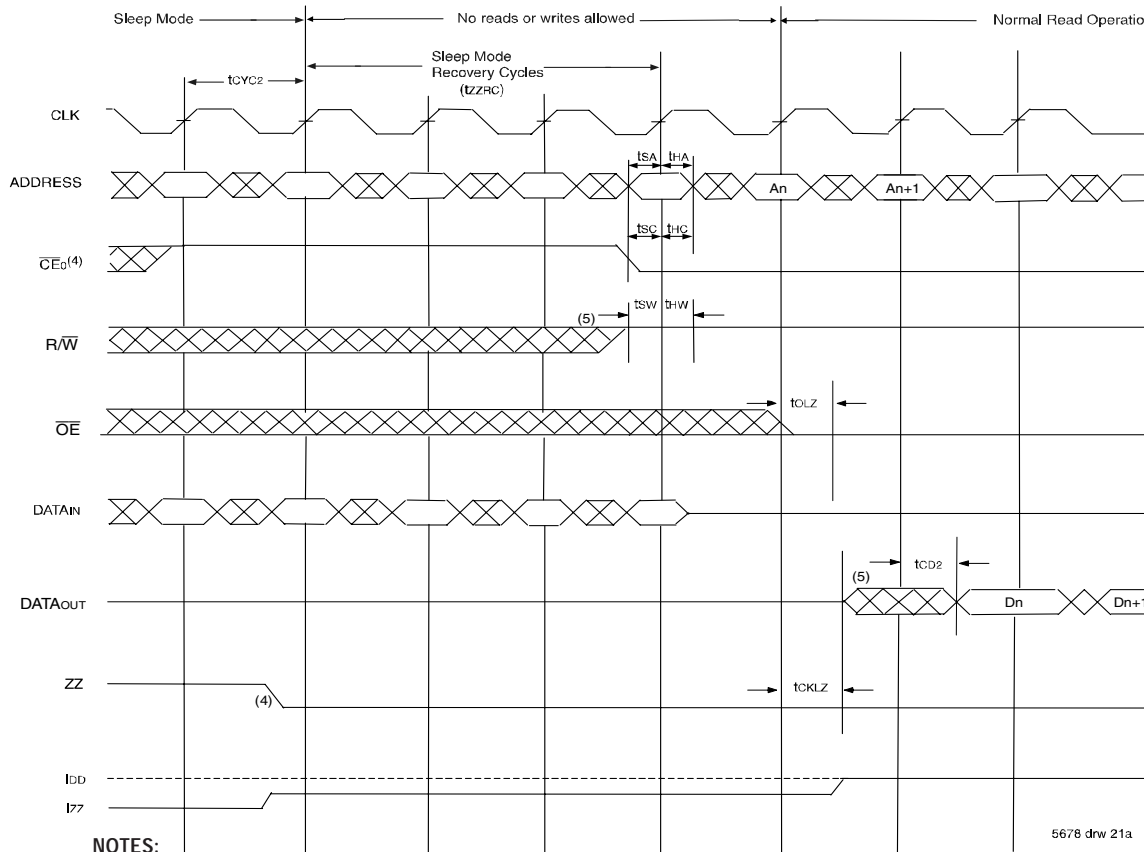 Sleep Mode
No reads or writes allowed
Normal Read Operatio
Sleep Mode
Recovery Cycles
(tZZRC)
tCYC2
CLK
tSA tHA
ADDRESS
An
An+1
tSC tHC
CE0(4)
tSW tHW
(5)
R/W
tOLZ
OE
DATAIN
tCD2
(5)
DATAOUT
Dn
Dn+1
ZZ
(4)
tCKLZ
IDD
IZZ
5678 drw 21a
NOTES: